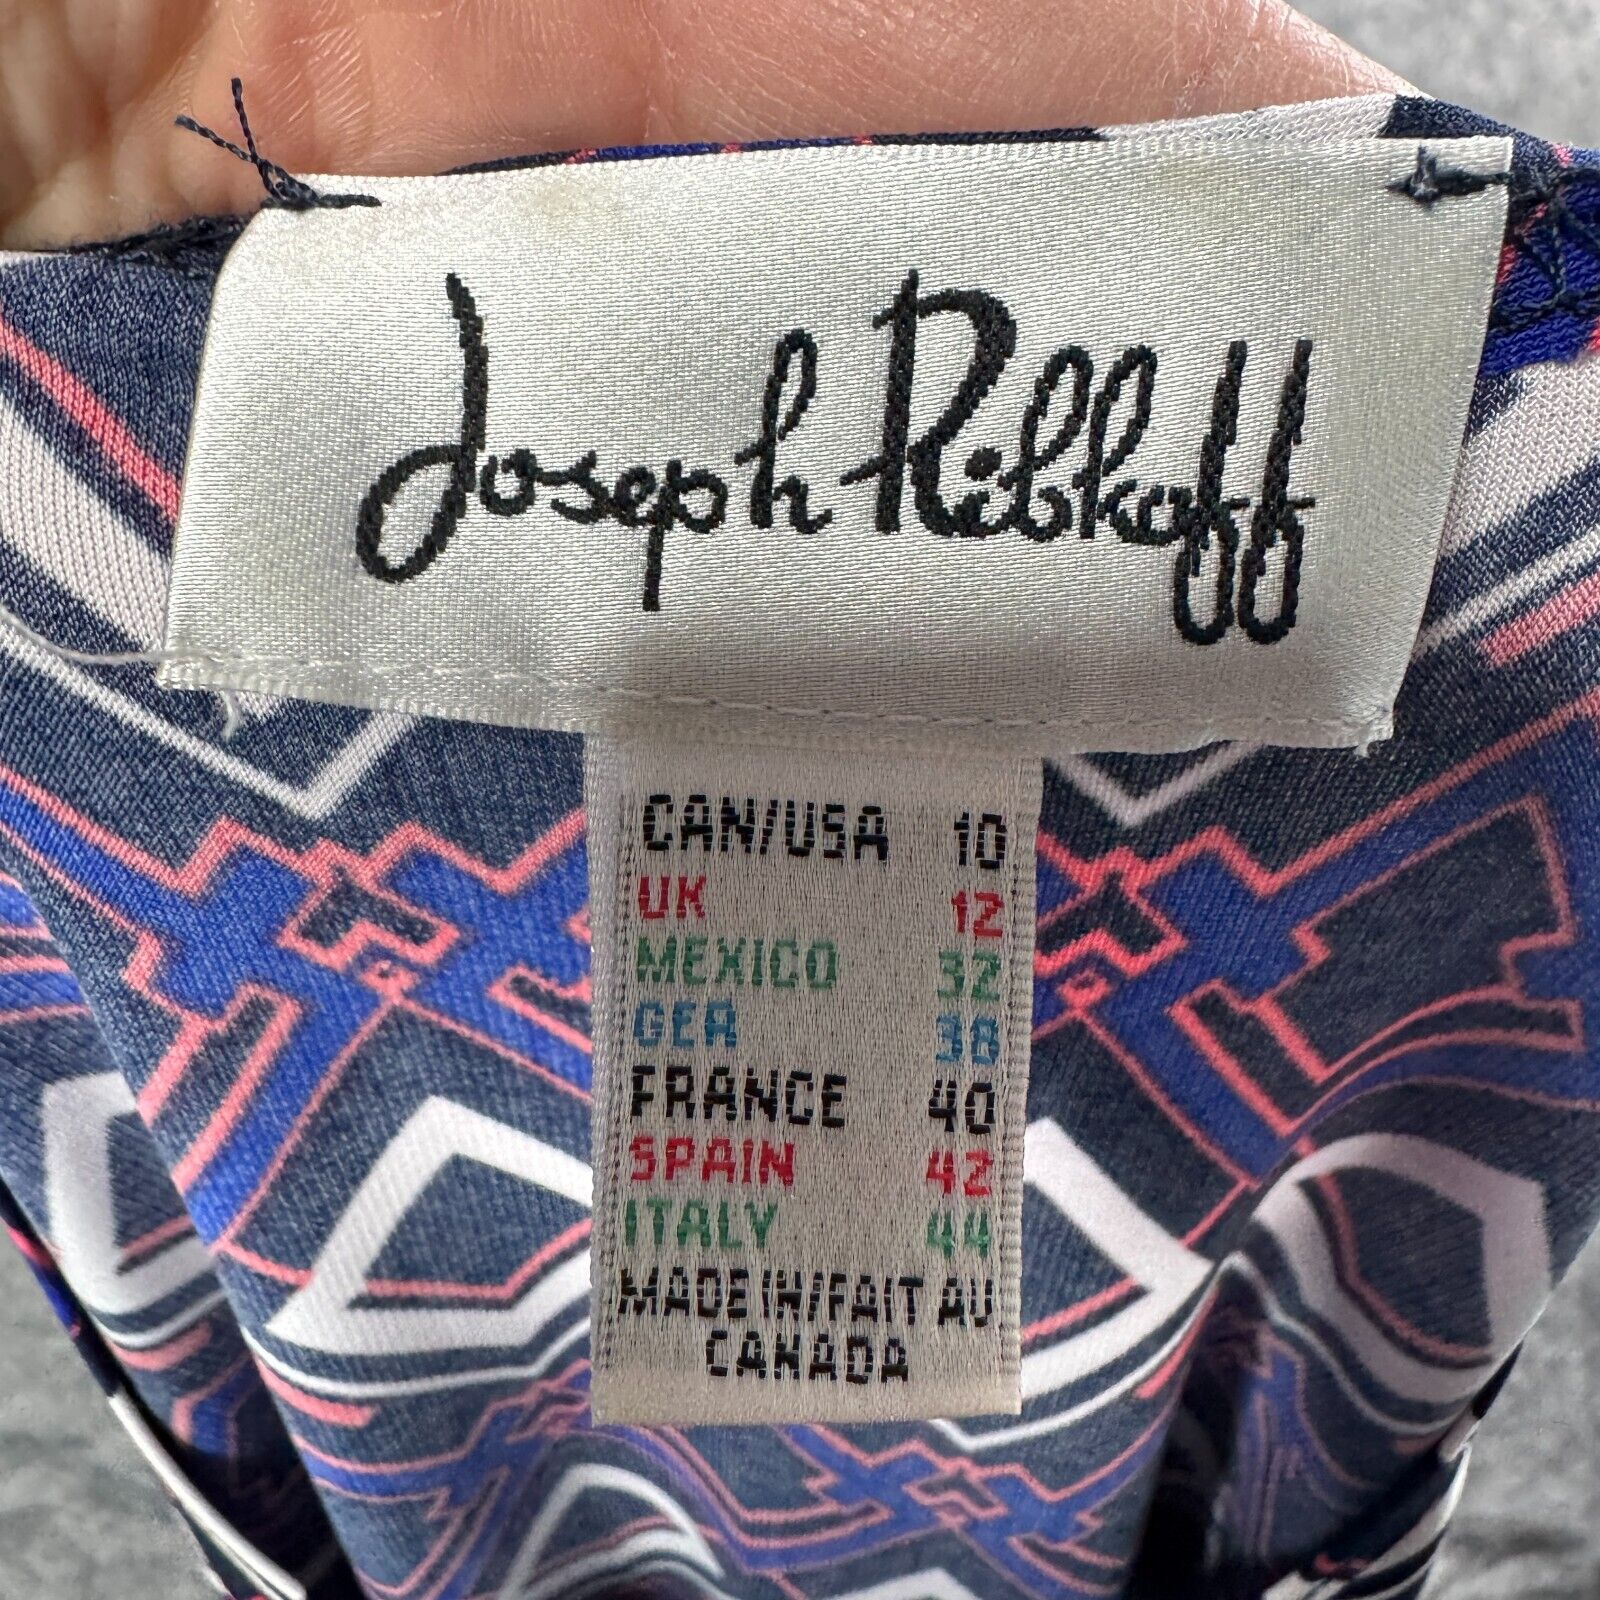 Joseph Ribkoff
CAN/USA 10
UK 12
MEXICO 32
GER 38
FRANCE 40
SPAIN 42
ITALY 44
MADE IN/FAIT AU
CANADA